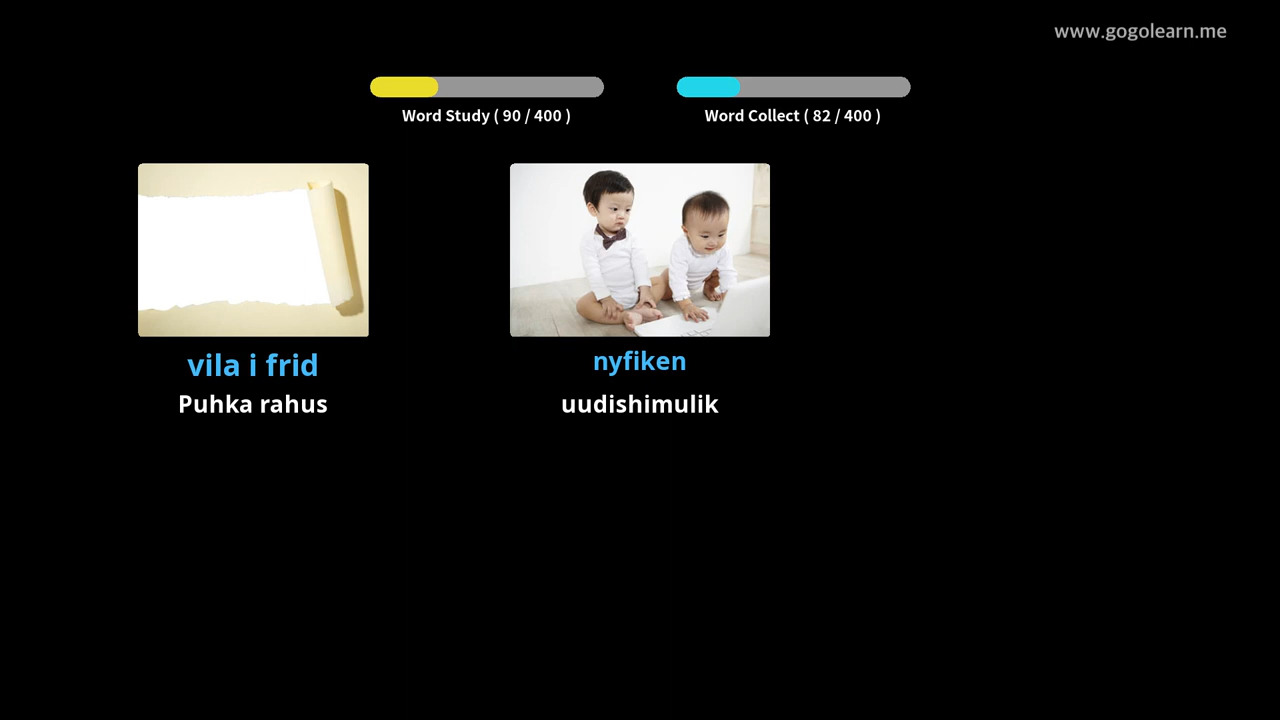 www.gogolearn.me
Word Study ( 90 / 400 )
Word Collect ( 82 / 400 )
vila i frid
Puhka rahus
nyfiken
uudishimulik